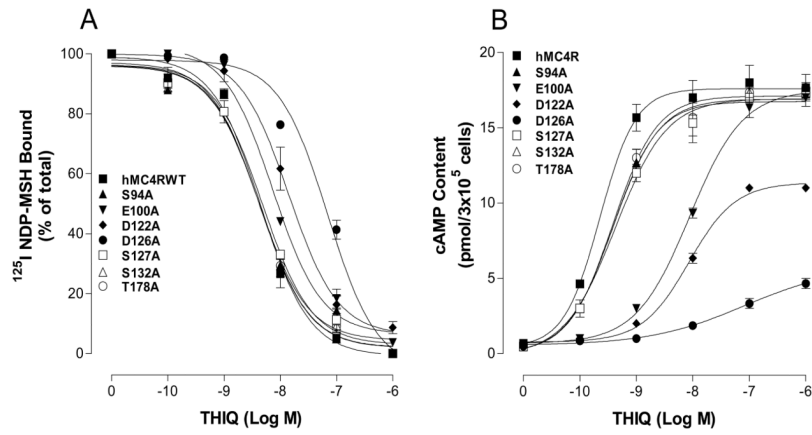 A
100
80
60
40
20
0
¹²⁵I NDP-MSH Bound
(% of total)
hMC4RWT
S94A
E100A
D122A
D126A
S127A
S132A
T178A
0 -10 -9 -8 -7 -6
THIQ (Log M)
B
20
15
10
5
0
cAMP Content
(pmol/3x10⁵ cells)
hMC4R
S94A
E100A
D122A
D126A
S127A
S132A
T178A
0 -10 -9 -8 -7 -6
THIQ (Log M)